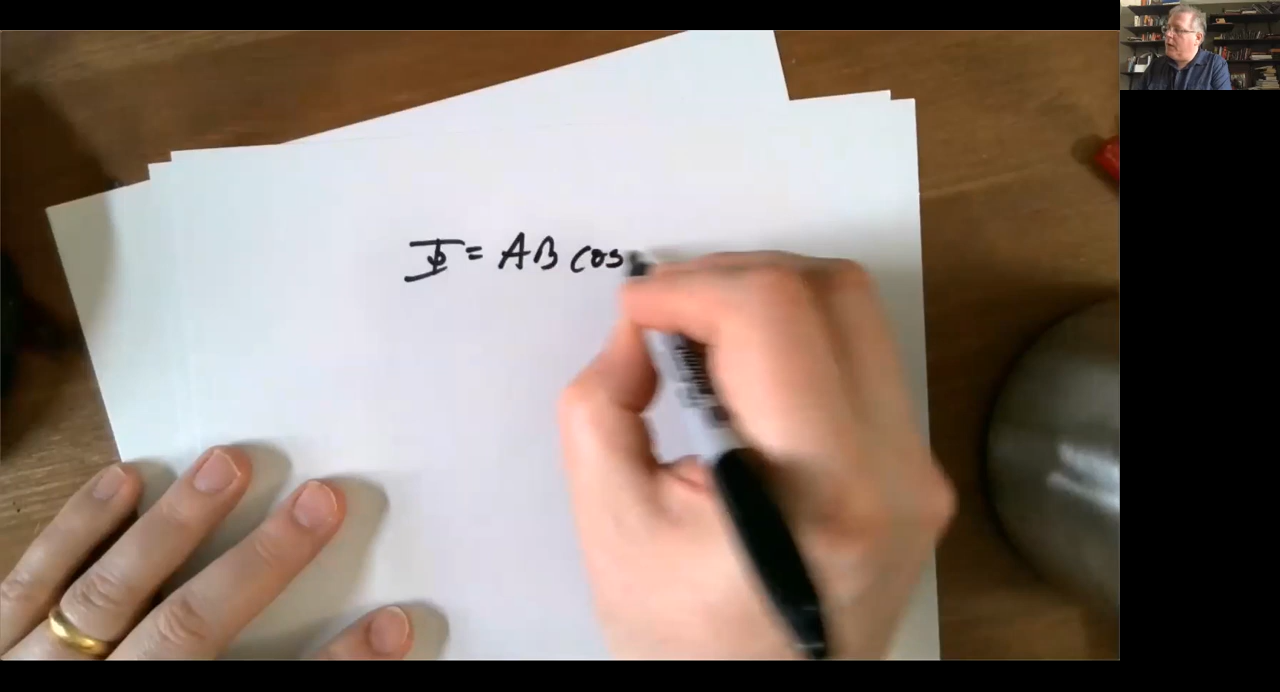 Φ = AB cos